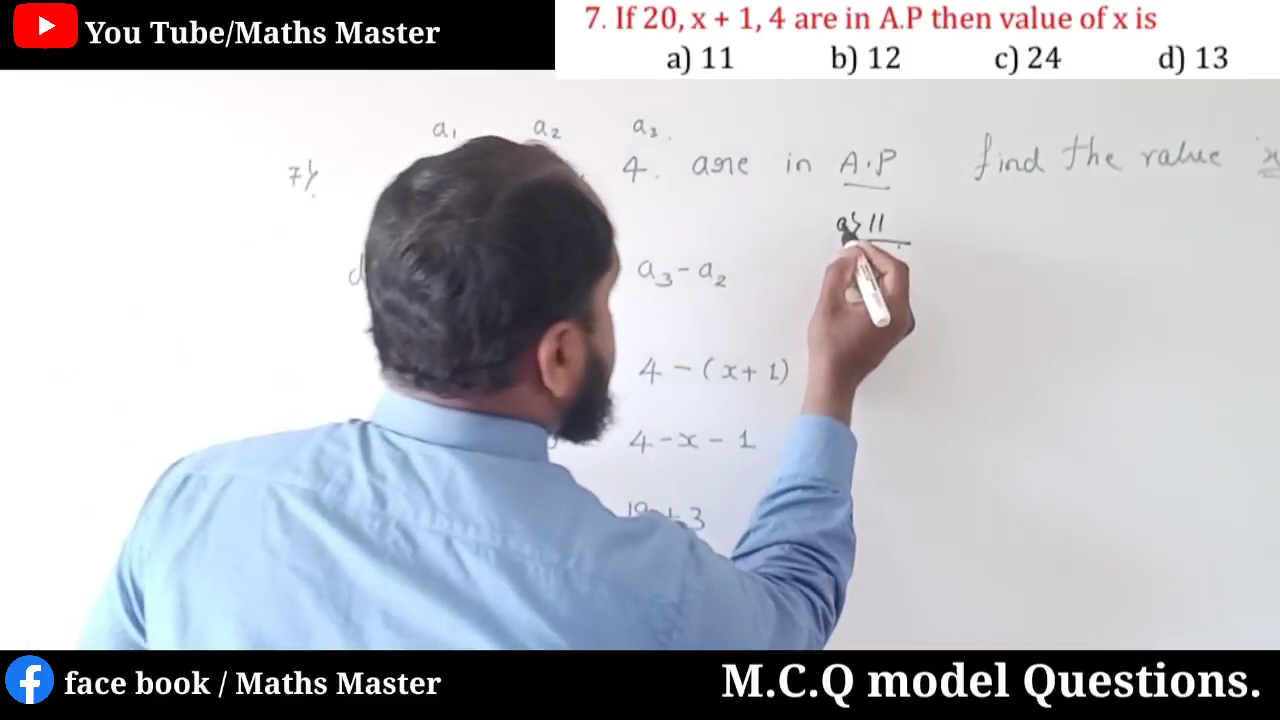 You Tube/Maths Master
7. If 20, x + 1, 4 are in A.P then value of x is
a) 11 b) 12 c) 24 d) 13
a₁ a₂ a₃.
7) 4. are in A.P find the value x
a) 11
a₃ - a₂
4 - (x + 1)
4 - x - 1
19 + 3
face book / Maths Master
M.C.Q model Questions.